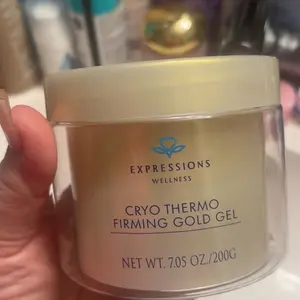 EXPRESSIONS
WELLNESS
CRYO THERMO
FIRMING GOLD GEL
NET WT. 7.05 OZ./200G